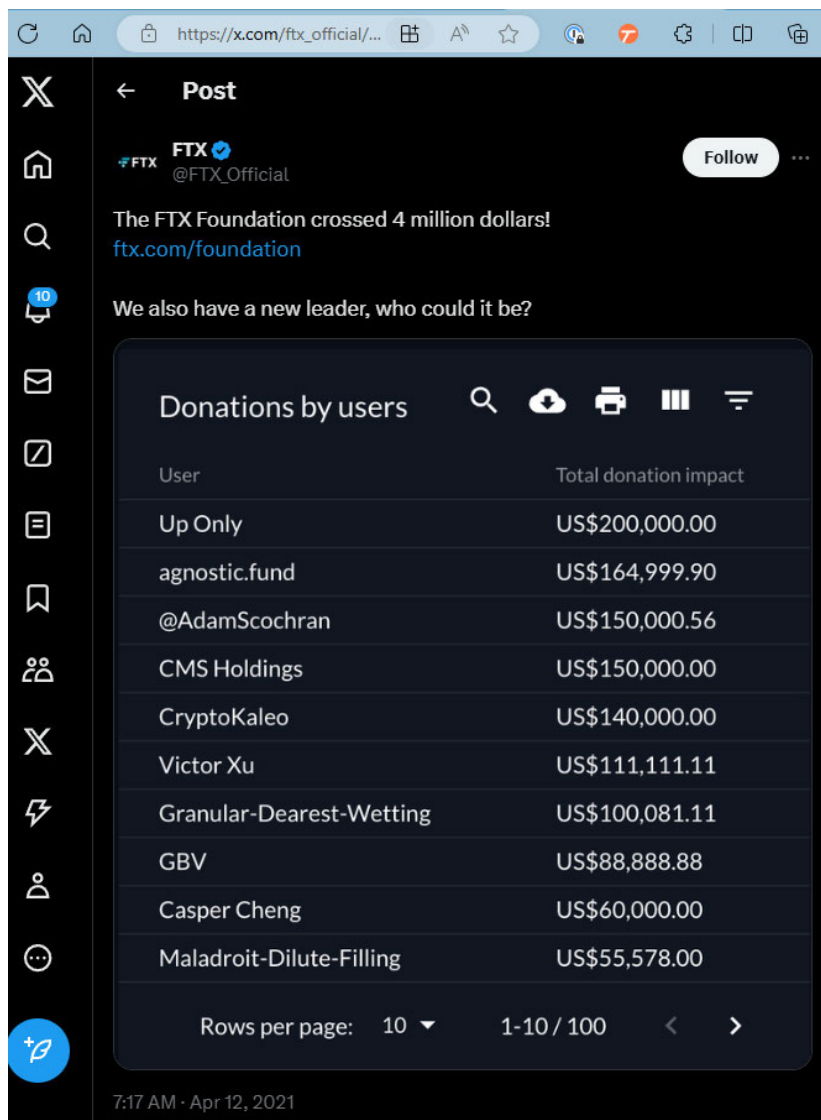 https://x.com/ftx_official/...
Post
FTX
FTX
@FTX_Official
Follow
The FTX Foundation crossed 4 million dollars!
ftx.com/foundation
10
We also have a new leader, who could it be?
Donations by users
User Total donation impact
Up Only US$200,000.00
agnostic.fund US$164,999.90
@AdamScochran US$150,000.56
CMS Holdings US$150,000.00
CryptoKaleo US$140,000.00
Victor Xu US$111,111.11
Granular-Dearest-Wetting US$100,081.11
GBV US$88,888.88
Casper Cheng US$60,000.00
Maladroit-Dilute-Filling US$55,578.00
Rows per page: 10 1-10 / 100
7:17 AM · Apr 12, 2021